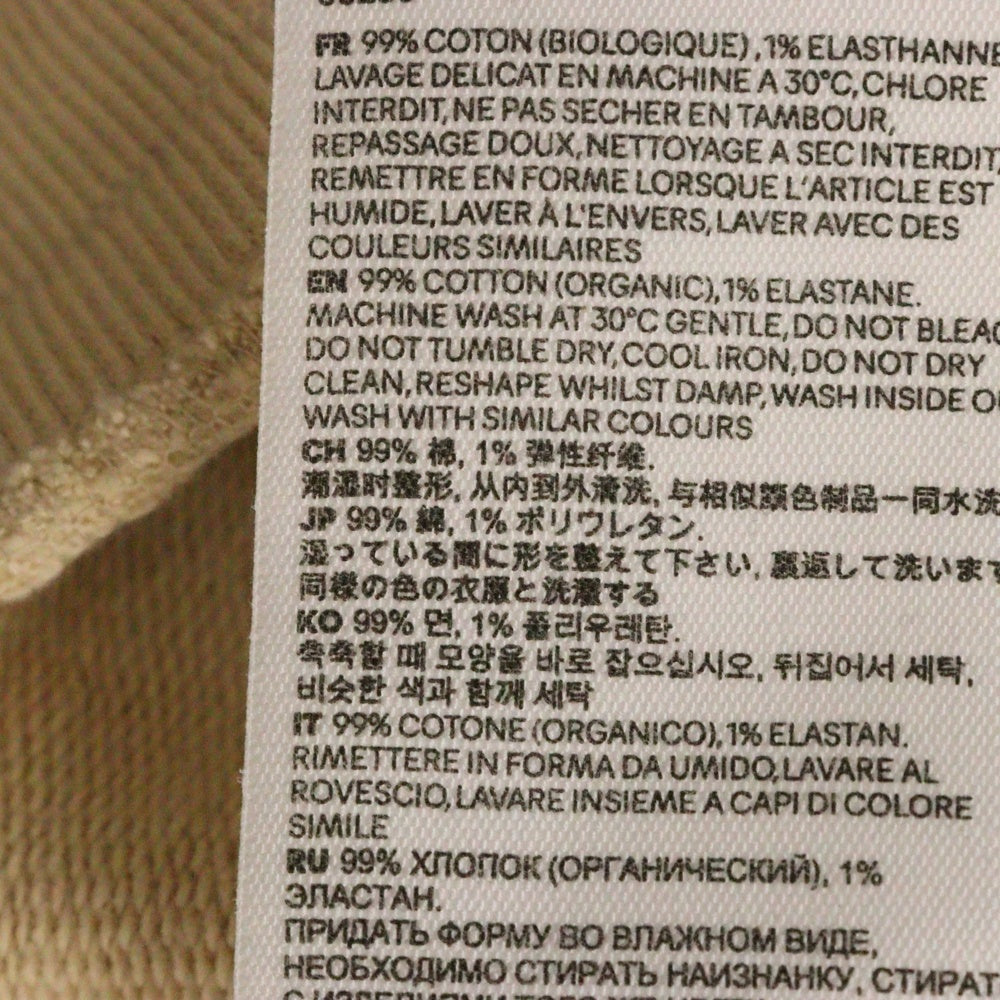 FR 99% COTON (BIOLOGIQUE), 1% ELASTHANNE
LAVAGE DELICAT EN MACHINE A 30°C, CHLORE
INTERDIT, NE PAS SECHER EN TAMBOUR,
REPASSAGE DOUX, NETTOYAGE A SEC INTERDIT,
REMETTRE EN FORME LORSQUE L'ARTICLE EST
HUMIDE, LAVER À L'ENVERS, LAVER AVEC DES
COULEURS SIMILAIRES
EN 99% COTTON (ORGANIC), 1% ELASTANE.
MACHINE WASH AT 30°C GENTLE, DO NOT
DO NOT TUMBLE DRY, COOL IRON, DO NOT DRY
CLEAN, RESHAPE WHILST DAMP, WASH INSIDE
WASH WITH SIMILAR COLOURS
CH 99% 棉, 1% 弹性纤维.
潮湿时整形, 从内到外清洗, 与相似颜色制品一同水洗
JP 99% 綿, 1% ポリウレタン.
湿っている間に形を整えて下さい, 裏返して洗います
同様の色の衣服と洗濯する
KO 99% 면, 1% 폴리우레탄.
축축할 때 모양을 바로 잡으십시오, 뒤집어서 세탁,
비슷한 색과 함께 세탁
IT 99% COTONE (ORGANICO), 1% ELASTAN.
RIMETTERE IN FORMA DA UMIDO, LAVARE AL
ROVESCIO, LAVARE INSIEME A CAPI DI COLORE
SIMILE
RU 99% ХЛОПОК (ОРГАНИЧЕСКИЙ), 1%
ЭЛАСТАН.
ПРИДАТЬ ФОРМУ ВО ВЛАЖНОМ ВИДЕ,
НЕОБХОДИМО СТИРАТЬ НАИЗНАНКУ,